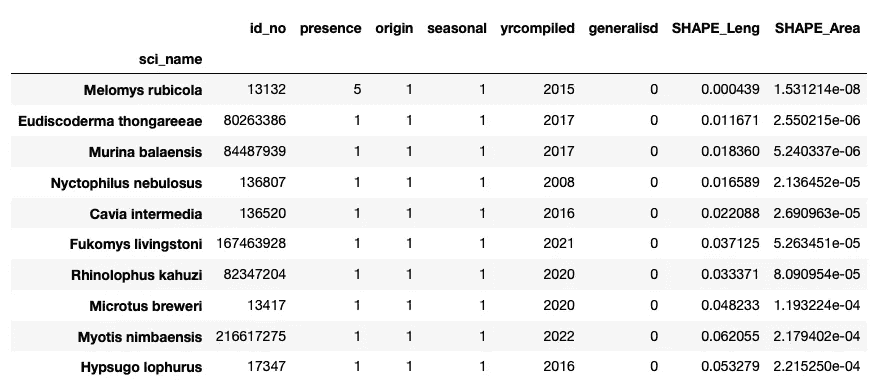 id_no presence origin seasonal yrcompiled generalisd SHAPE_Leng SHAPE_Area
sci_name
Melomys rubicola 13132 5 1 1 2015 0 0.000439 1.531214e-08
Eudiscoderma thongareeae 80263386 1 1 1 2017 0 0.011671 2.550215e-06
Murina balaensis 84487939 1 1 1 2017 0 0.018360 5.240337e-06
Nyctophilus nebulosus 136807 1 1 1 2008 0 0.016589 2.136452e-05
Cavia intermedia 136520 1 1 1 2016 0 0.022088 2.690963e-05
Fukomys livingstoni 167463928 1 1 1 2021 0 0.037125 5.263451e-05
Rhinolophus kahuzi 82347204 1 1 1 2020 0 0.033371 8.090954e-05
Microtus breweri 13417 1 1 1 2020 0 0.048233 1.193224e-04
Myotis nimbaensis 216617275 1 1 1 2022 0 0.062055 2.179402e-04
Hypsugo lophurus 17347 1 1 1 2016 0 0.053279 2.215250e-04